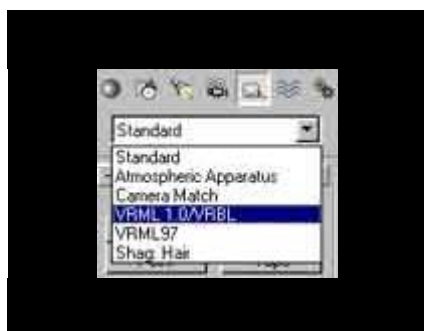 Standard
Standard
Atmospheric Apparatus
Camera Match
VRML 1.0/VRBL
VRML97
Shag: Hair